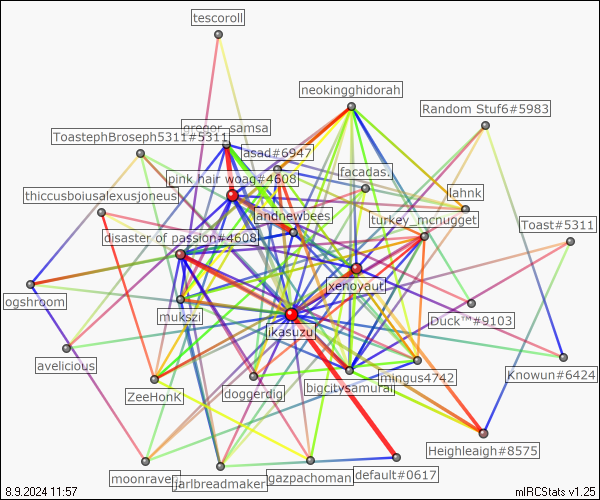 tescoroll
neokingghidorah
Random Stuf6#5983
gregor_samsa
ToastephBroseph5311#5311
asad#6947
facadas.
pink hair woag#4608
thiccusboiusalexusjoneus
lahnk
andnewbees
turkey_mcnugget
Toast#5311
disaster of passion#4608
xenoyaut
ogshroom
mukszi
Duck™#9103
ikasuzu
avelicious
Knowun#6424
mingus4742
bigcitysamurai
ZeeHonK
doggerdig
Heighleaigh#8575
moonraven
jarlbreadmaker
gazpachoman
default#0617
8.9.2024 11:57
mIRCStats v1.25